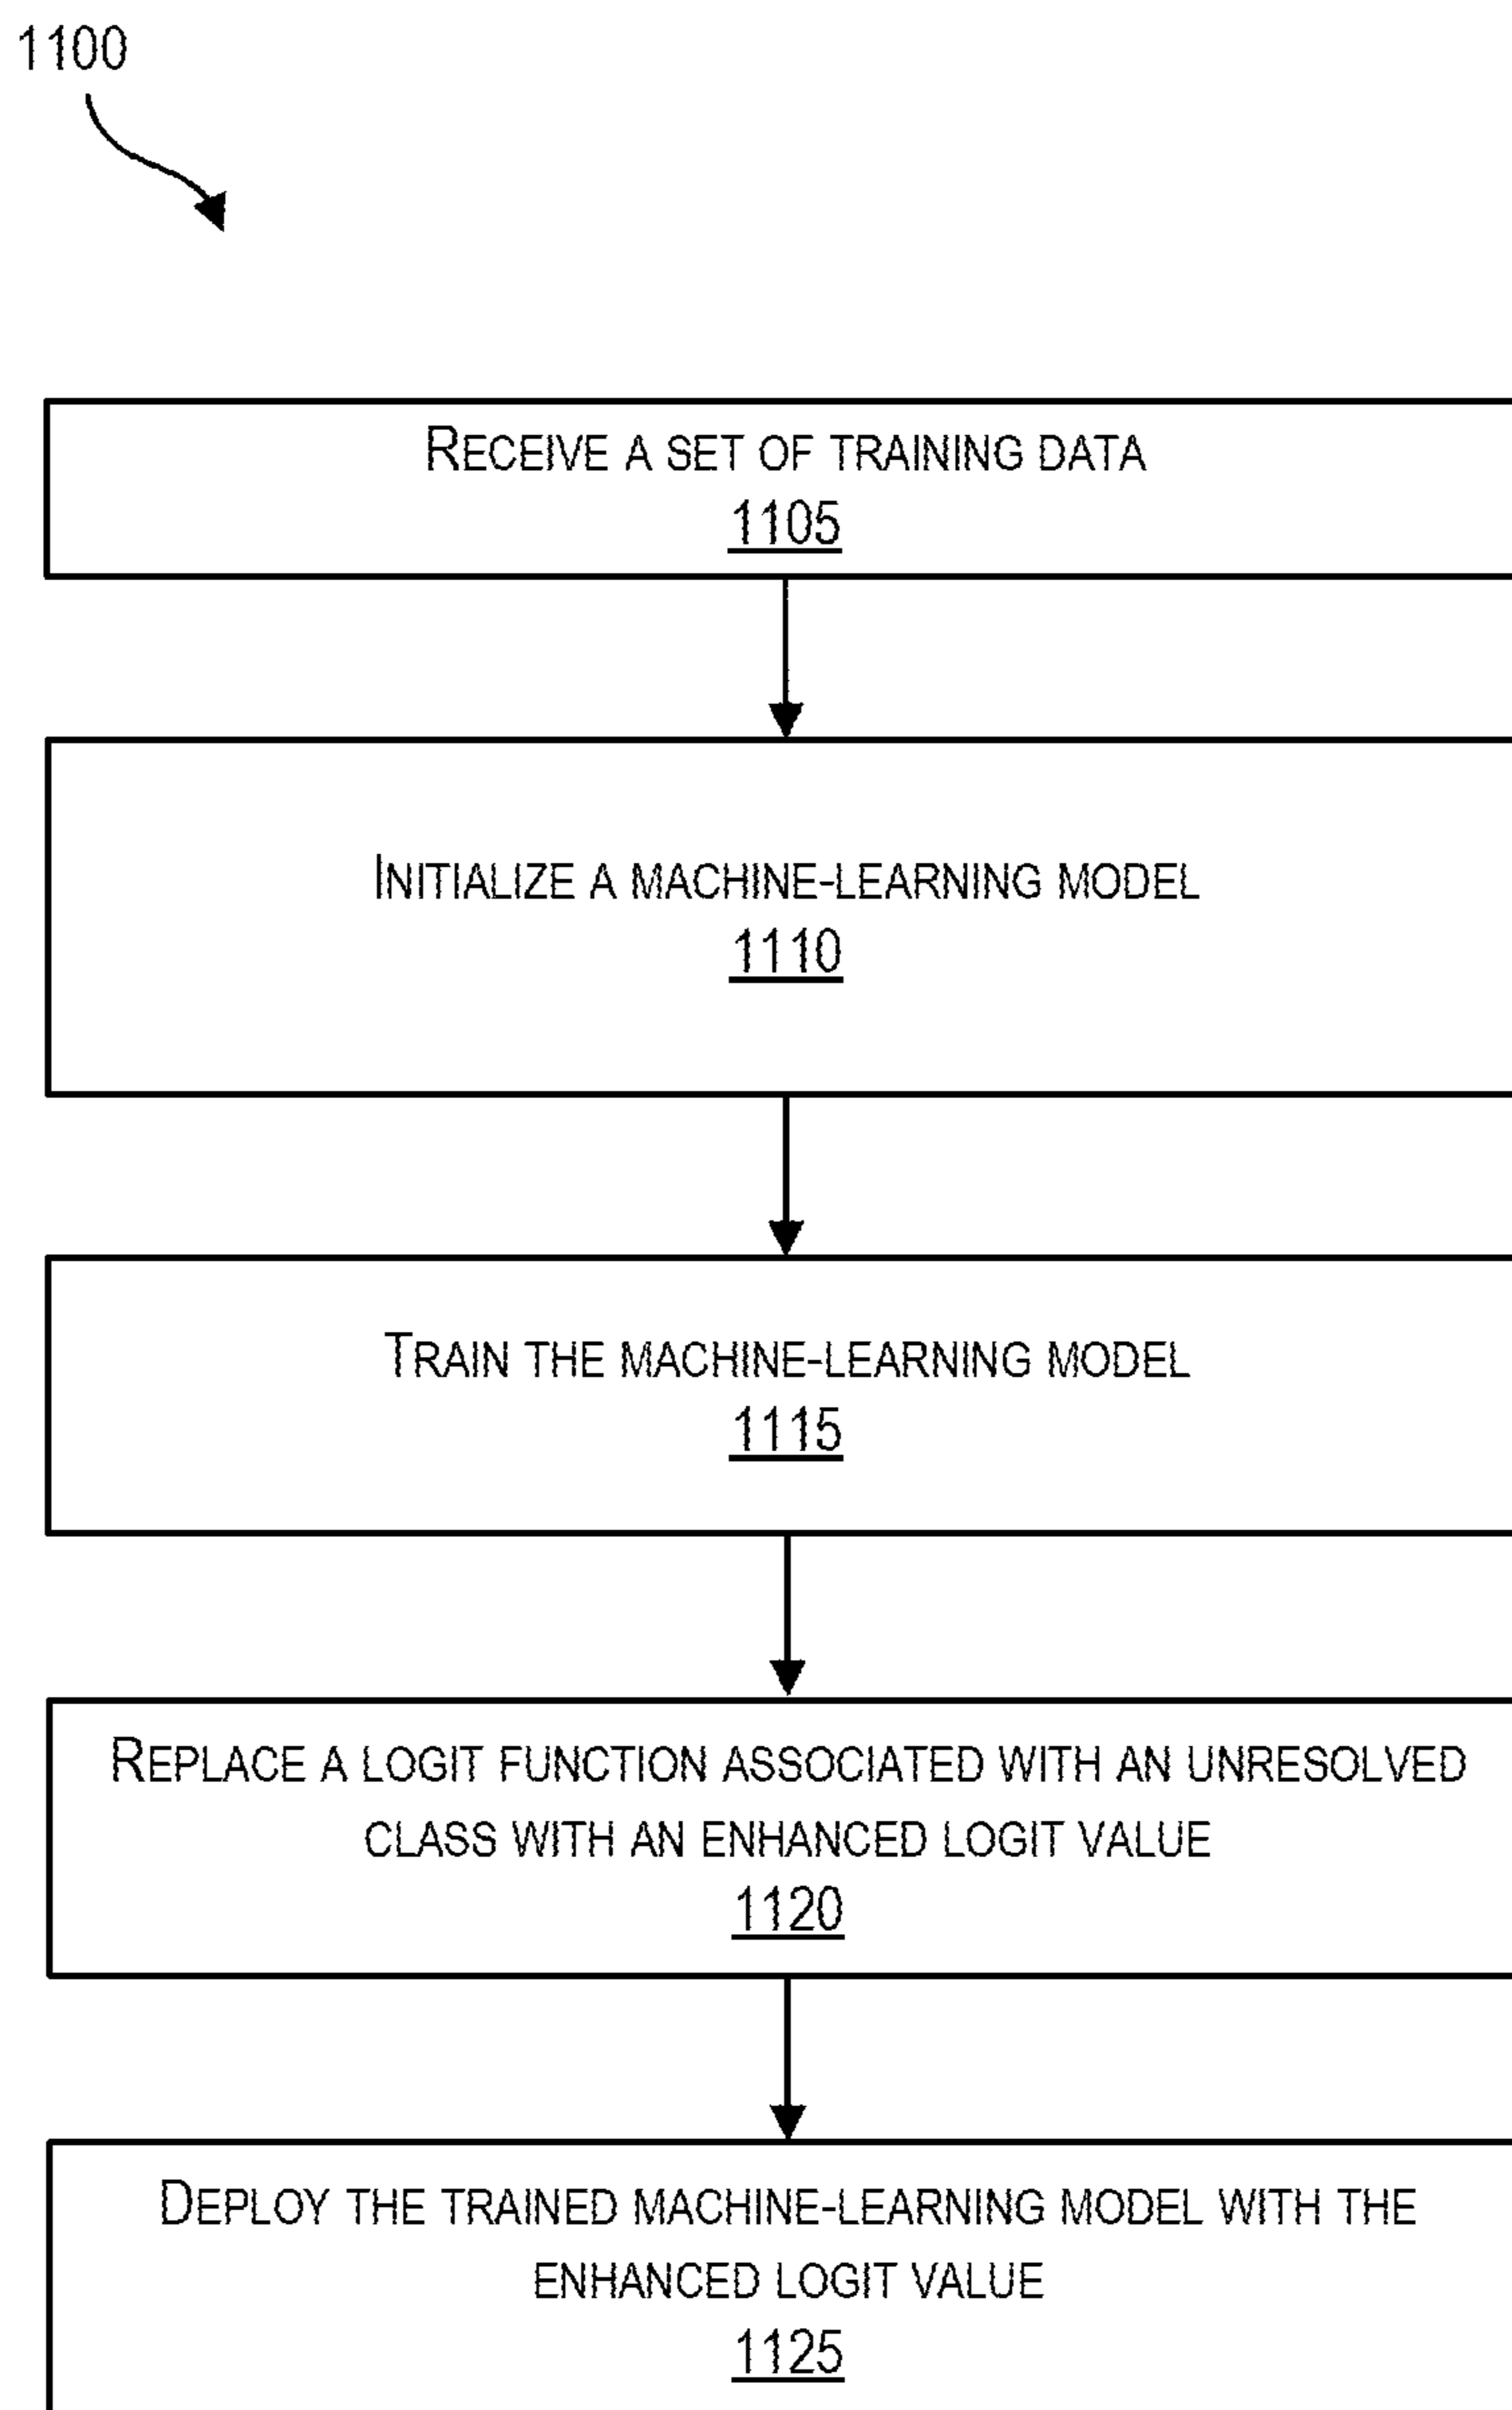 1100
RECEIVE A SET OF TRAINING DATA
1105
INITIALIZE A MACHINE-LEARNING MODEL
1110
TRAIN THE MACHINE-LEARNING MODEL
1115
REPLACE A LOGIT FUNCTION ASSOCIATED WITH AN UNRESOLVED
CLASS WITH AN ENHANCED LOGIT VALUE
1120
DEPLOY THE TRAINED MACHINE-LEARNING MODEL WITH THE
ENHANCED LOGIT VALUE
1125